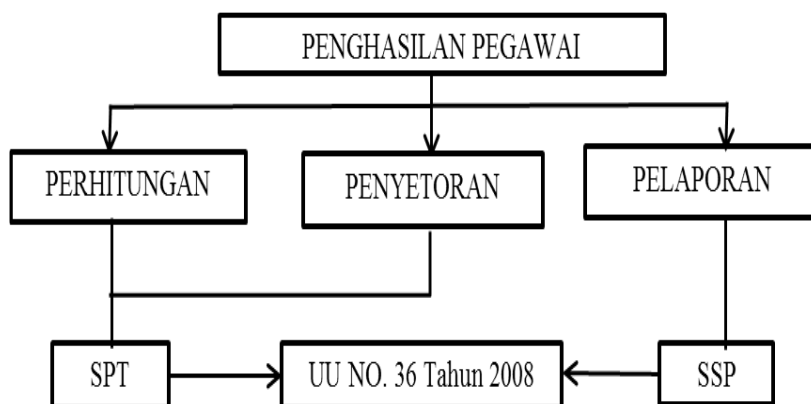 PENGHASILAN PEGAWAI
PERHITUNGAN
PENYETORAN
PELAPORAN
SPT
UU NO. 36 Tahun 2008
SSP